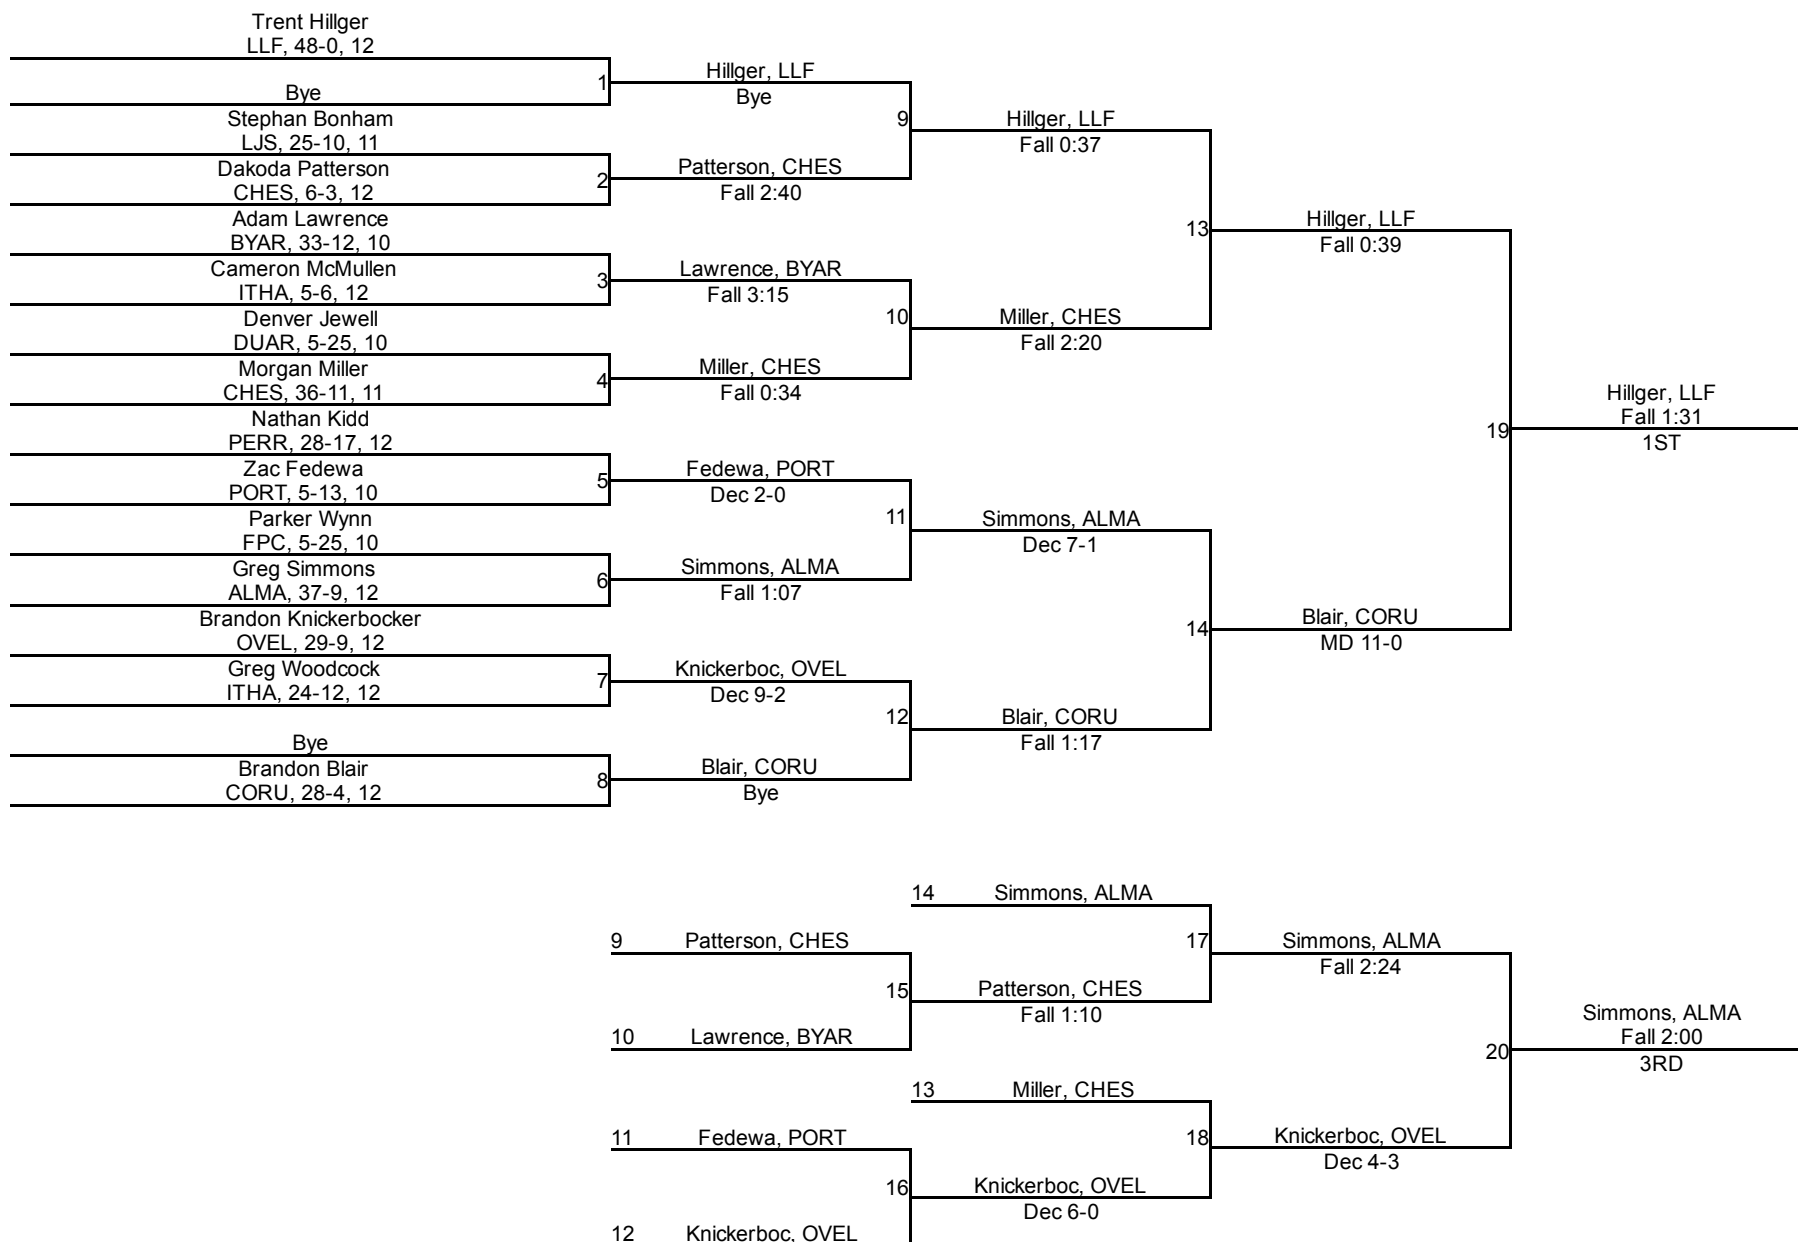 Trent Hillger
LLF, 48-0, 12
1
Bye
Stephan Bonham
LJS, 25-10, 11
2
Dakoda Patterson
CHES, 6-3, 12
Adam Lawrence
BYAR, 33-12, 10
3
Cameron McMullen
ITHA, 5-6, 12
Denver Jewell
DUAR, 5-25, 10
4
Morgan Miller
CHES, 36-11, 11
Nathan Kidd
PERR, 28-17, 12
5
Zac Fedewa
PORT, 5-13, 10
Parker Wynn
FPC, 5-25, 10
6
Greg Simmons
ALMA, 37-9, 12
Brandon Knickerbocker
OVEL, 29-9, 12
7
Greg Woodcock
ITHA, 24-12, 12
Bye
8
Brandon Blair
CORU, 28-4, 12
Hillger, LLF
Bye
9
Patterson, CHES
Fall 2:40
Lawrence, BYAR
Fall 3:15
10
Miller, CHES
Fall 0:34
Fedewa, PORT
Dec 2-0
11
Simmons, ALMA
Fall 1:07
Knickerboc, OVEL
Dec 9-2
12
Blair, CORU
Bye
Hillger, LLF
Fall 0:37
13
Miller, CHES
Fall 2:20
Simmons, ALMA
Dec 7-1
14
Blair, CORU
Fall 1:17
Hillger, LLF
Fall 0:39
19
Blair, CORU
MD 11-0
Hillger, LLF
Fall 1:31
1ST
14 Simmons, ALMA
9 Patterson, CHES
17
15
Patterson, CHES
Fall 1:10
10 Lawrence, BYAR
13 Miller, CHES
11 Fedewa, PORT
18
16
Knickerboc, OVEL
Dec 6-0
12 Knickerboc, OVEL
Simmons, ALMA
Fall 2:24
20
Knickerboc, OVEL
Dec 4-3
Simmons, ALMA
Fall 2:00
3RD